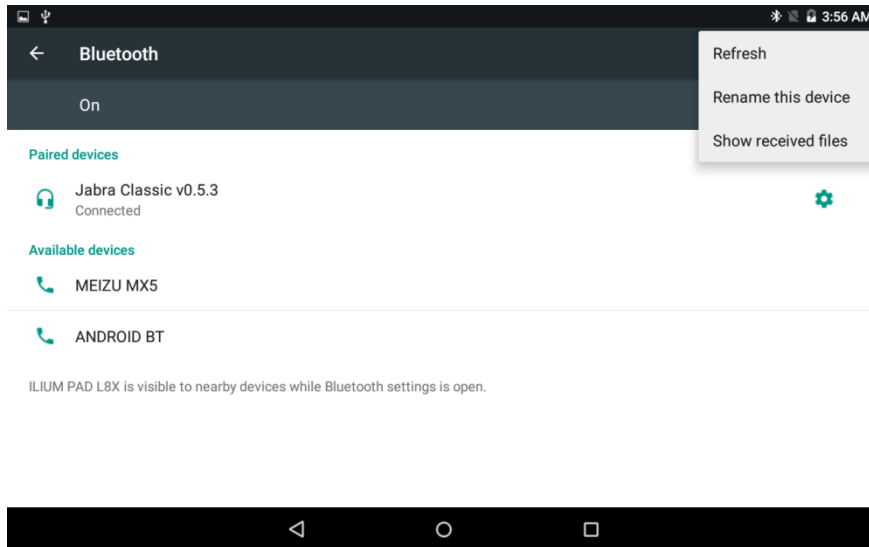 3:56 AM
Bluetooth
Refresh
Rename this device
Show received files
On
Paired devices
Jabra Classic v0.5.3
Connected
Available devices
MEIZU MX5
ANDROID BT
ILIUM PAD L8X is visible to nearby devices while Bluetooth settings is open.